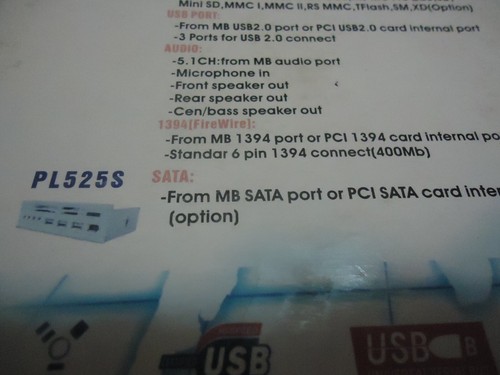 Mini SD,MMC I,MMC II,RS MMC,TFlash,SM,XD(Option)
USB PORT:
-From MB USB2.0 port or PCI USB2.0 card internal port
-3 Ports for USB 2.0 connect
AUDIO:
-5.1CH:from MB audio port
-Microphone in
-Front speaker out
-Rear speaker out
-Cen/bass speaker out
1394(FireWire):
-From MB 1394 port or PCI 1394 card internal po
-Standar 6 pin 1394 connect(400Mb)
PL525S
SATA:
-From MB SATA port or PCI SATA card inte
(option)
USB
USB